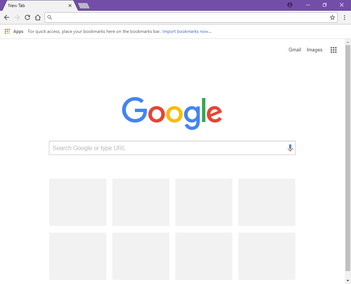 New Tab
Apps For quick access, place your bookmarks here on the bookmarks bar. Import bookmarks now...
Gmail Images
Google
Search Google or type URL